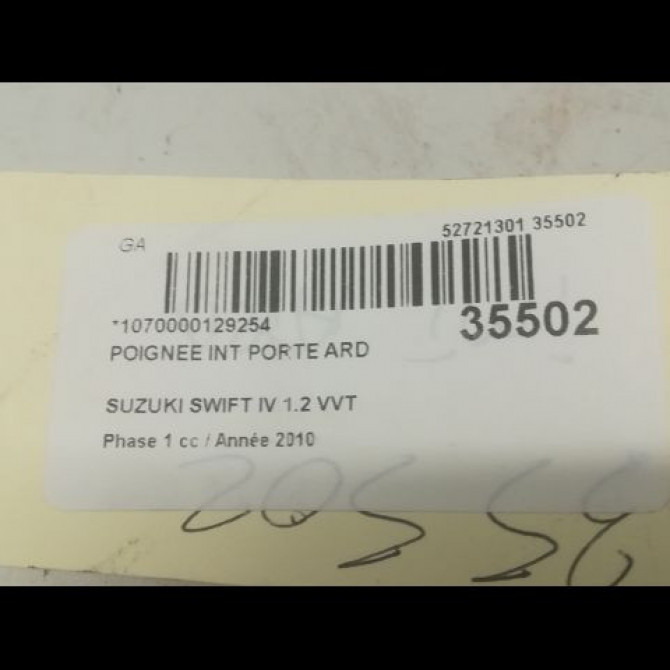 GA
52721301 35502
*1070000129254
35502
POIGNEE INT PORTE ARD
SUZUKI SWIFT IV 1.2 VVT
Phase 1 cc / Année 2010